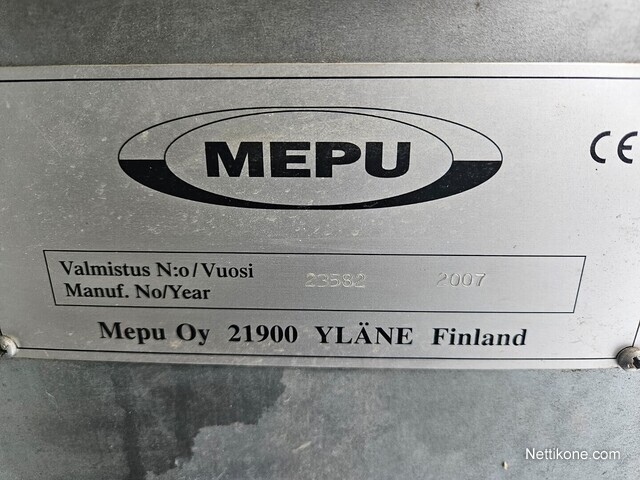 MEPU
CE
Valmistus N:o/Vuosi 23582 2007
Manuf. No/Year
Mepu Oy 21900 YLÄNE Finland
Nettikone.com